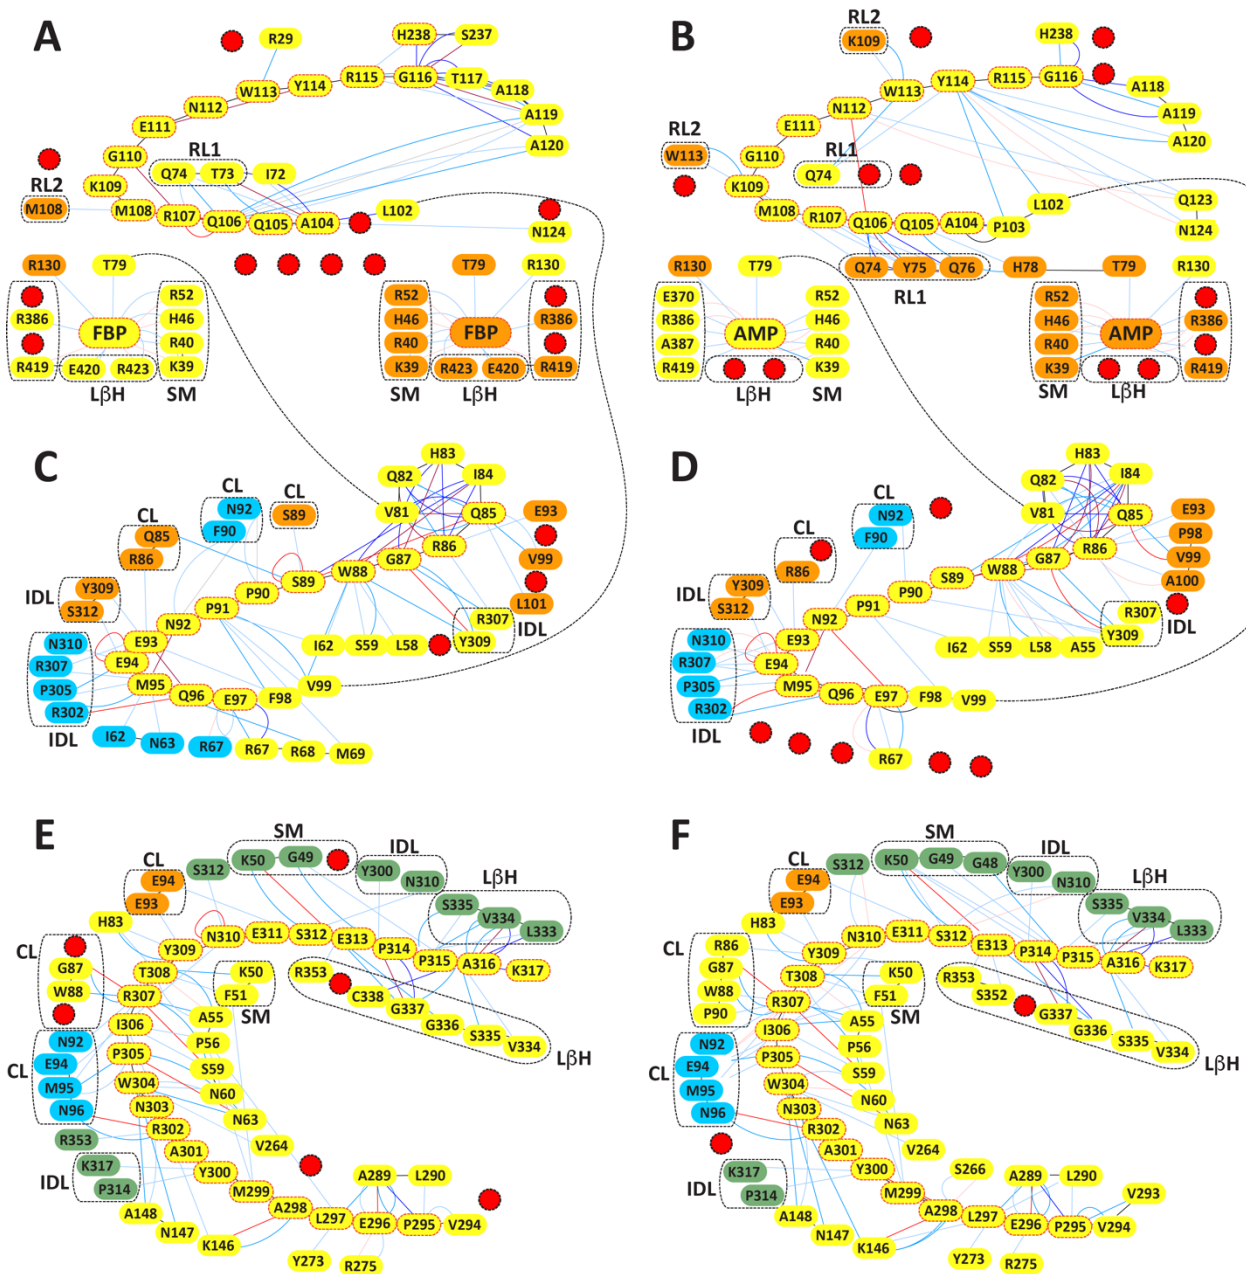 A
R29
H238
S237
W113
Y114
R115
G116
T117
N112
A118
E111
A119
G110
RL1
A120
Q74
T73
I72
K109
RL2
M108
M108
R107
Q106
Q105
A104
L102
N124
R130
T79
T79
R130
R52
R52
R386
FBP
H46
H46
FBP
R386
R40
R40
R419
E420
R423
K39
K39
R423
E420
R419
LβH
SM
SM
LβH
B
RL2
K109
H238
Y114
R115
G116
W113
A118
N112
A119
E111
A120
RL2
G110
RL1
W113
Q74
K109
L102
Q123
M108
R107
Q106
Q105
A104
P103
N124
R130
T79
Q74
Y75
Q76
H78
T79
R130
RL1
E370
R52
R52
R386
AMP
H46
H46
AMP
R386
A387
R40
R40
R419
K39
K39
R419
LβH
SM
SM
LβH
C
H83
CL
CL
Q82
I84
N92
S89
V81
Q85
E93
CL
F90
Q85
R86
R86
G87
V99
W88
S89
IDL
Y309
P90
L101
S312
P91
R307
IDL
N92
N310
E93
I62
S59
L58
Y309
R307
E94
P305
M95
V99
R302
Q96
E97
F98
IDL
I62
N63
R67
R67
R68
M69
D
H83
CL
Q82
I84
N92
V81
Q85
E93
CL
F90
P98
R86
R86
G87
V99
W88
A100
S89
IDL
Y309
P90
S312
P91
R307
IDL
N92
N310
E93
I62
S59
L58
A55
Y309
R307
E94
P305
M95
Q96
E97
F98
V99
R302
IDL
R67
E
SM
CL
K50
G49
IDL
E94
S312
Y300
LβH
E93
N310
H83
S335
N310
E311
V334
Y309
S312
E313
L333
CL
P314
T308
P315
A316
K317
G87
K50
R353
W88
R307
F51
C338
SM
G337
I306
A55
G336
N92
P56
S335
P305
V334
LβH
E94
S59
CL
W304
M95
N60
N303
N96
N63
R302
R353
V264
A301
IDL
K317
Y300
A289
L290
P314
M299
A148
A298
N147
L297
E296
P295
V294
K146
Y273
R275
F
SM
CL
K50
G49
G48
IDL
E94
S312
Y300
LβH
E93
N310
H83
S335
N310
E311
V334
Y309
S312
E313
L333
CL
R86
P314
T308
P315
A316
K317
G87
K50
R353
W88
R307
F51
S352
P90
SM
G337
I306
A55
G336
N92
P56
S335
P305
V334
LβH
E94
S59
CL
W304
M95
N60
N303
N96
N63
R302
V264
A301
S266
IDL
K317
Y300
A289
L290
P314
M299
V293
A148
A298
N147
L297
E296
P295
V294
K146
Y273
R275